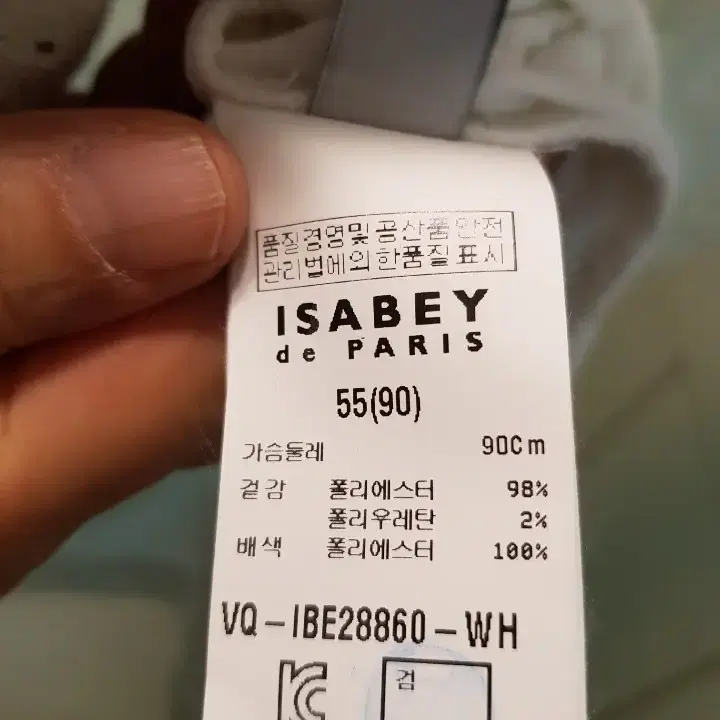 품질경영및공산품안전
관리법에의한품질표시
ISABEY
de PARIS
55(90)
가슴둘레 90Cm
겉감 폴리에스터 98%
폴리우레탄 2%
배색 폴리에스터 100%
VQ-IBE28860-WH
검